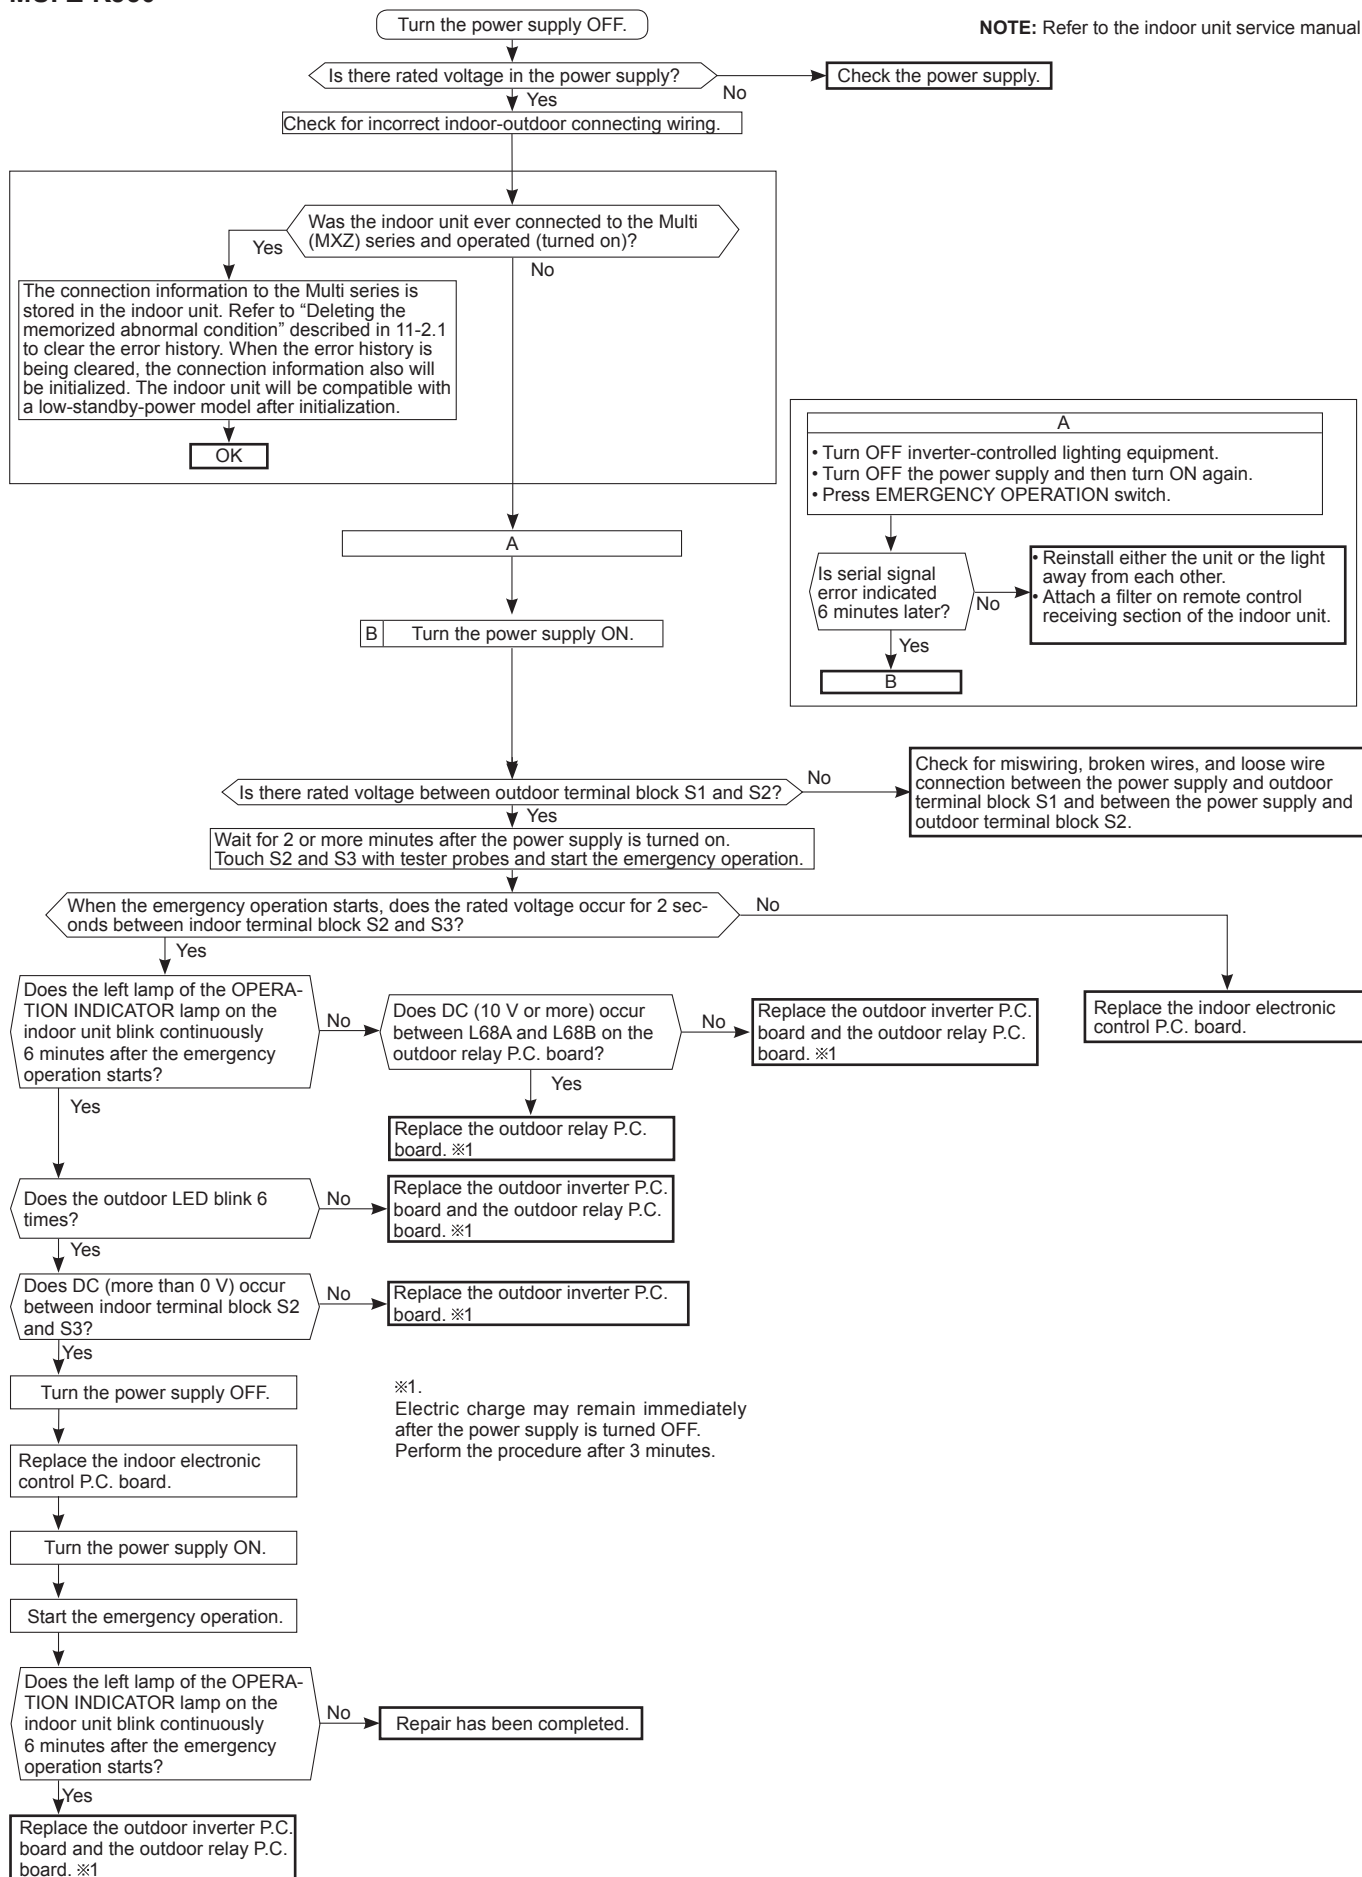 Turn the power supply OFF.
NOTE: Refer to the indoor unit service manual
Is there rated voltage in the power supply?
No
Check the power supply.
Yes
Check for incorrect indoor-outdoor connecting wiring.
Was the indoor unit ever connected to the Multi
(MXZ) series and operated (turned on)?
Yes
No
The connection information to the Multi series is
stored in the indoor unit. Refer to “Deleting the
memorized abnormal condition” described in 11-2.1
to clear the error history. When the error history is
being cleared, the connection information also will
be initialized. The indoor unit will be compatible with
a low-standby-power model after initialization.
OK
A
• Turn OFF inverter-controlled lighting equipment.
• Turn OFF the power supply and then turn ON again.
• Press EMERGENCY OPERATION switch.
Is serial signal
error indicated
6 minutes later?
No
• Reinstall either the unit or the light
away from each other.
• Attach a filter on remote control
receiving section of the indoor unit.
Yes
B
A
B Turn the power supply ON.
Is there rated voltage between outdoor terminal block S1 and S2?
No
Check for miswiring, broken wires, and loose wire
connection between the power supply and outdoor
terminal block S1 and between the power supply and
outdoor terminal block S2.
Yes
Wait for 2 or more minutes after the power supply is turned on.
Touch S2 and S3 with tester probes and start the emergency operation.
When the emergency operation starts, does the rated voltage occur for 2 sec-
onds between indoor terminal block S2 and S3?
No
Yes
Replace the indoor electronic
control P.C. board.
Does the left lamp of the OPERA-
TION INDICATOR lamp on the
indoor unit blink continuously
6 minutes after the emergency
operation starts?
No
Does DC (10 V or more) occur
between L68A and L68B on the
outdoor relay P.C. board?
No
Replace the outdoor inverter P.C.
board and the outdoor relay P.C.
board. ※1
Yes
Replace the outdoor relay P.C.
board. ※1
Yes
Does the outdoor LED blink 6
times?
No
Replace the outdoor inverter P.C.
board and the outdoor relay P.C.
board. ※1
Yes
Does DC (more than 0 V) occur
between indoor terminal block S2
and S3?
No
Replace the outdoor inverter P.C.
board. ※1
Yes
Turn the power supply OFF.
※1.
Electric charge may remain immediately
after the power supply is turned OFF.
Perform the procedure after 3 minutes.
Replace the indoor electronic
control P.C. board.
Turn the power supply ON.
Start the emergency operation.
Does the left lamp of the OPERA-
TION INDICATOR lamp on the
indoor unit blink continuously
6 minutes after the emergency
operation starts?
No
Repair has been completed.
Yes
Replace the outdoor inverter P.C.
board and the outdoor relay P.C.
board. ※1